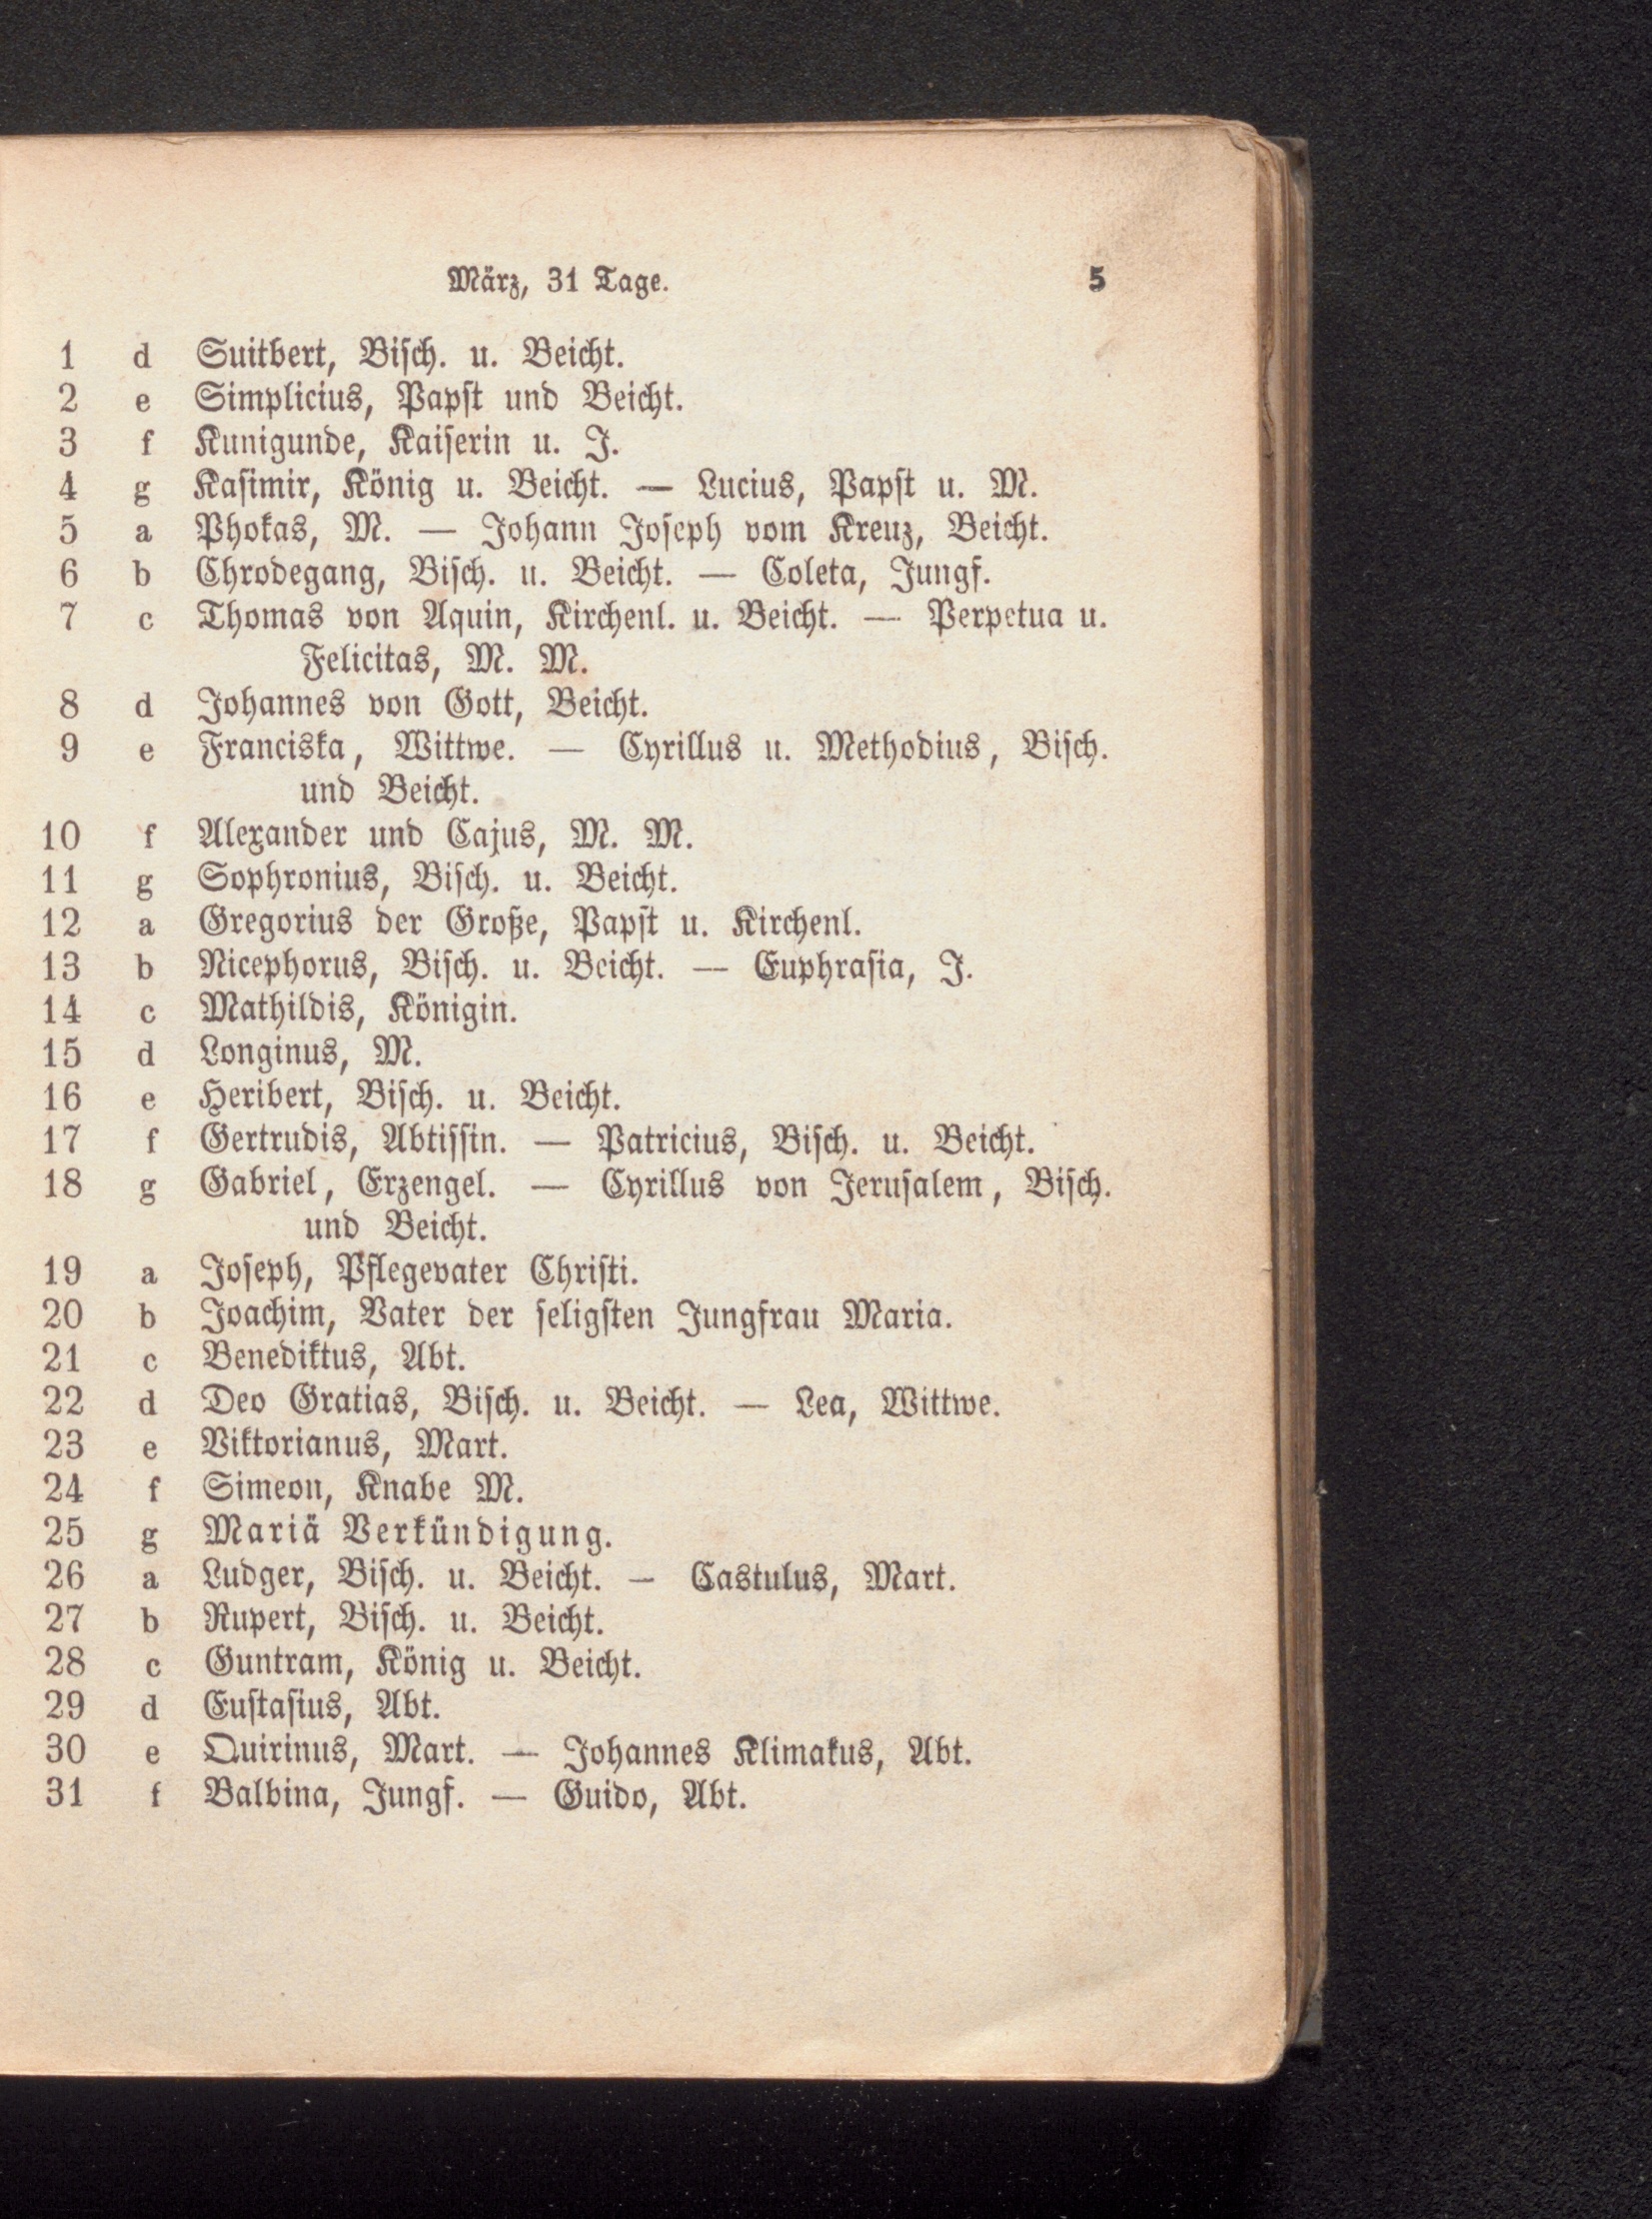 März, 31 Tage. 5
1 d Suitbert, Bisch. u. Beicht.
2 e Simplicius, Papst und Beicht.
3 f Kunigunde, Kaiserin u. J.
4 g Kasimir, König u. Beicht. — Lucius, Papst u. M.
5 a Phokas, M. — Johann Joseph vom Kreuz, Beicht.
6 b Chrodegang, Bisch. u. Beicht. — Coleta, Jungf.
7 c Thomas von Aquin, Kirchenl. u. Beicht. — Perpetua u.
Felicitas, M. M.
8 d Johannes von Gott, Beicht.
9 e Franciska, Wittwe. — Cyrillus u. Methodius, Bisch.
und Beicht.
10 f Alexander und Cajus, M. M.
11 g Sophronius, Bisch. u. Beicht.
12 a Gregorius der Große, Papst u. Kirchenl.
13 b Nicephorus, Bisch. u. Beicht. — Euphrasia, J.
14 c Mathildis, Königin.
15 d Longinus, M.
16 e Heribert, Bisch. u. Beicht.
17 f Gertrudis, Abtissin. — Patricius, Bisch. u. Beicht.
18 g Gabriel, Erzengel. — Cyrillus von Jerusalem, Bisch.
und Beicht.
19 a Joseph, Pflegevater Christi.
20 b Joachim, Vater der seligsten Jungfrau Maria.
21 c Benediktus, Abt.
22 d Deo Gratias, Bisch. u. Beicht. — Lea, Wittwe.
23 e Viktorianus, Mart.
24 f Simeon, Knabe M.
25 g Mariä Verkündigung.
26 a Ludger, Bisch. u. Beicht. – Castulus, Mart.
27 b Rupert, Bisch. u. Beicht.
28 c Guntram, König u. Beicht.
29 d Eustasius, Abt.
30 e Quirinus, Mart. — Johannes Klimakus, Abt.
31 f Balbina, Jungf. — Guido, Abt.